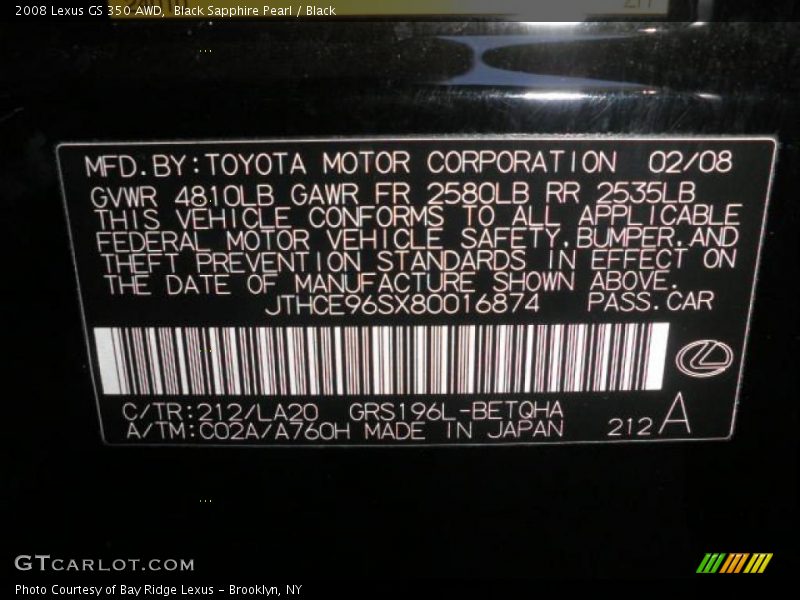 2008 Lexus GS 350 AWD,  Black Sapphire Pearl / Black
MFD.BY:TOYOTA MOTOR CORPORATION 02/08
GVWR 4810LB GAWR FR 2580LB RR 2535LB
THIS VEHICLE CONFORMS TO ALL APPLICABLE
FEDERAL MOTOR VEHICLE SAFETY,BUMPER,AND
THEFT PREVENTION STANDARDS IN EFFECT ON
THE DATE OF MANUFACTURE SHOWN ABOVE.
JTHCE96SX80016874 PASS.CAR
C/TR:212/LA20 GRS196L-BETQHA
A/TM:C02A/A760H MADE IN JAPAN 212 A
GTCARLOT.COM
Photo Courtesy of Bay Ridge Lexus - Brooklyn, NY